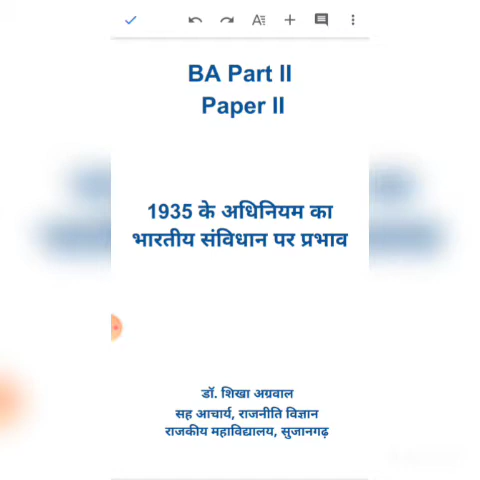 BA Part II
Paper II
1935 के अधिनियम का
भारतीय संविधान पर प्रभाव
डॉ. शिखा अग्रवाल
सह आचार्य, राजनीति विज्ञान
राजकीय महाविद्यालय, सुजानगढ़